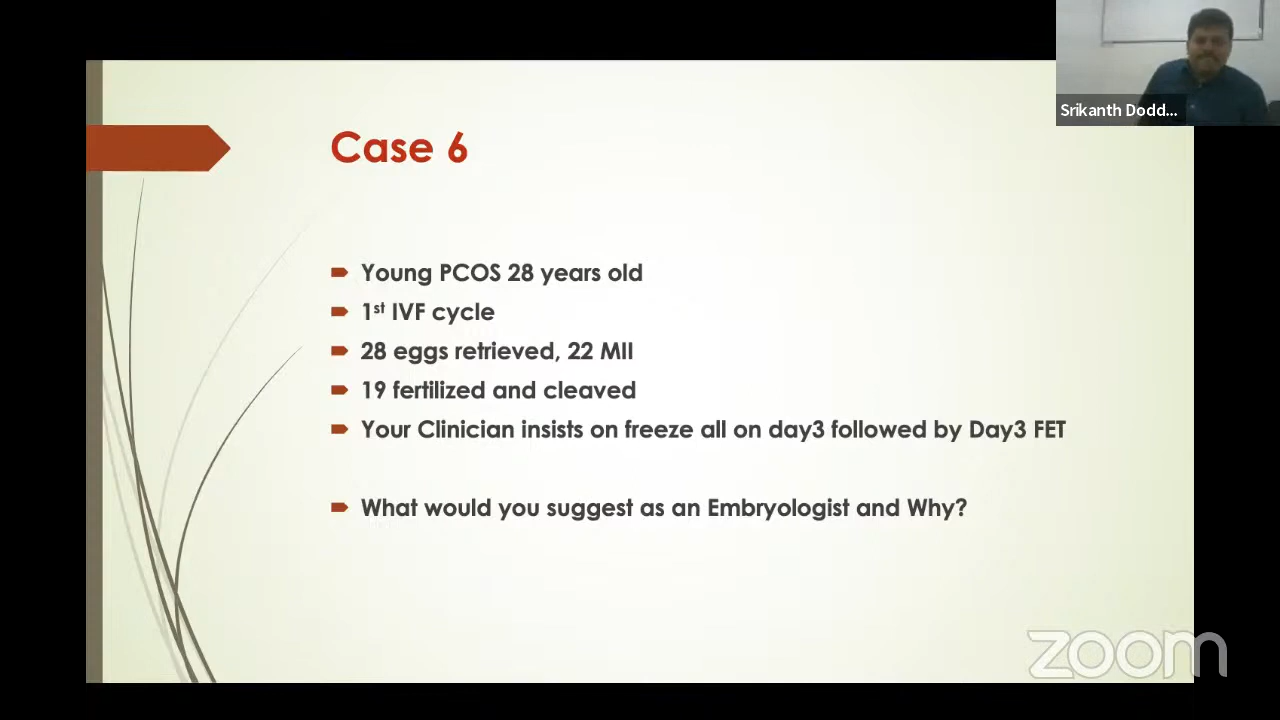 Srikanth Dodd...
Case 6
Young PCOS 28 years old
1st IVF cycle
28 eggs retrieved, 22 MII
19 fertilized and cleaved
Your Clinician insists on freeze all on day3 followed by Day3 FET
What would you suggest as an Embryologist and Why?
zoom